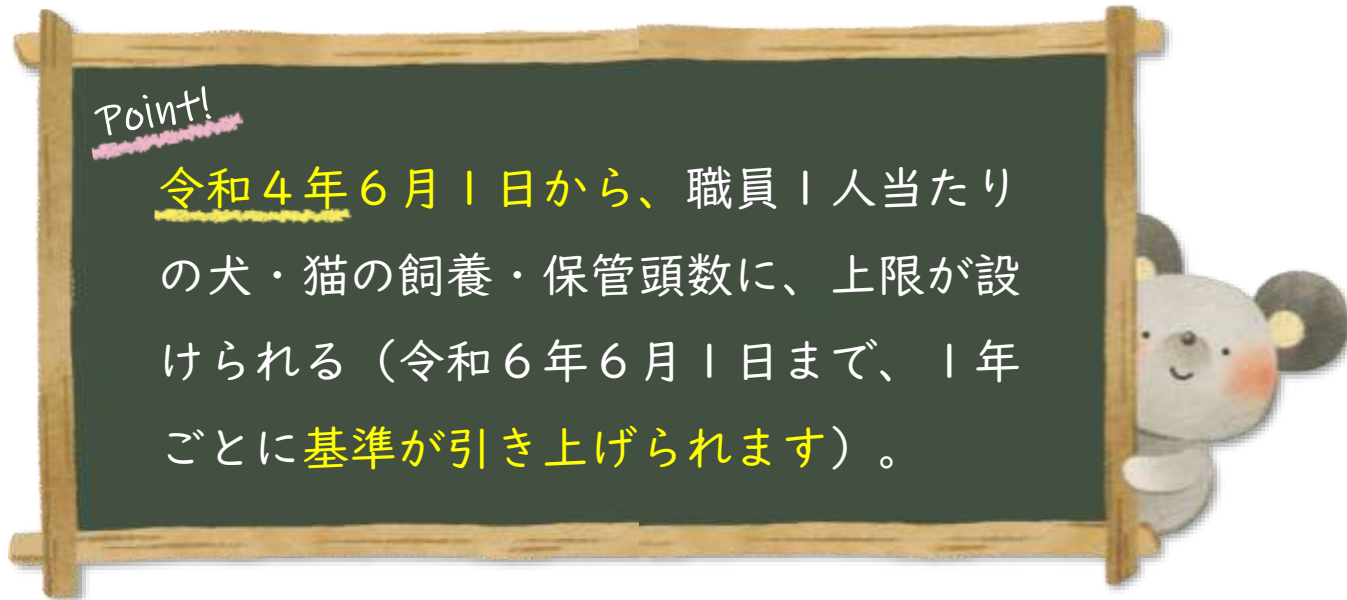 Point!
令和４年６月１日から、職員１人当たり
の犬・猫の飼養・保管頭数に、上限が設
けられる（令和６年６月１日まで、１年
ごとに基準が引き上げられます）。